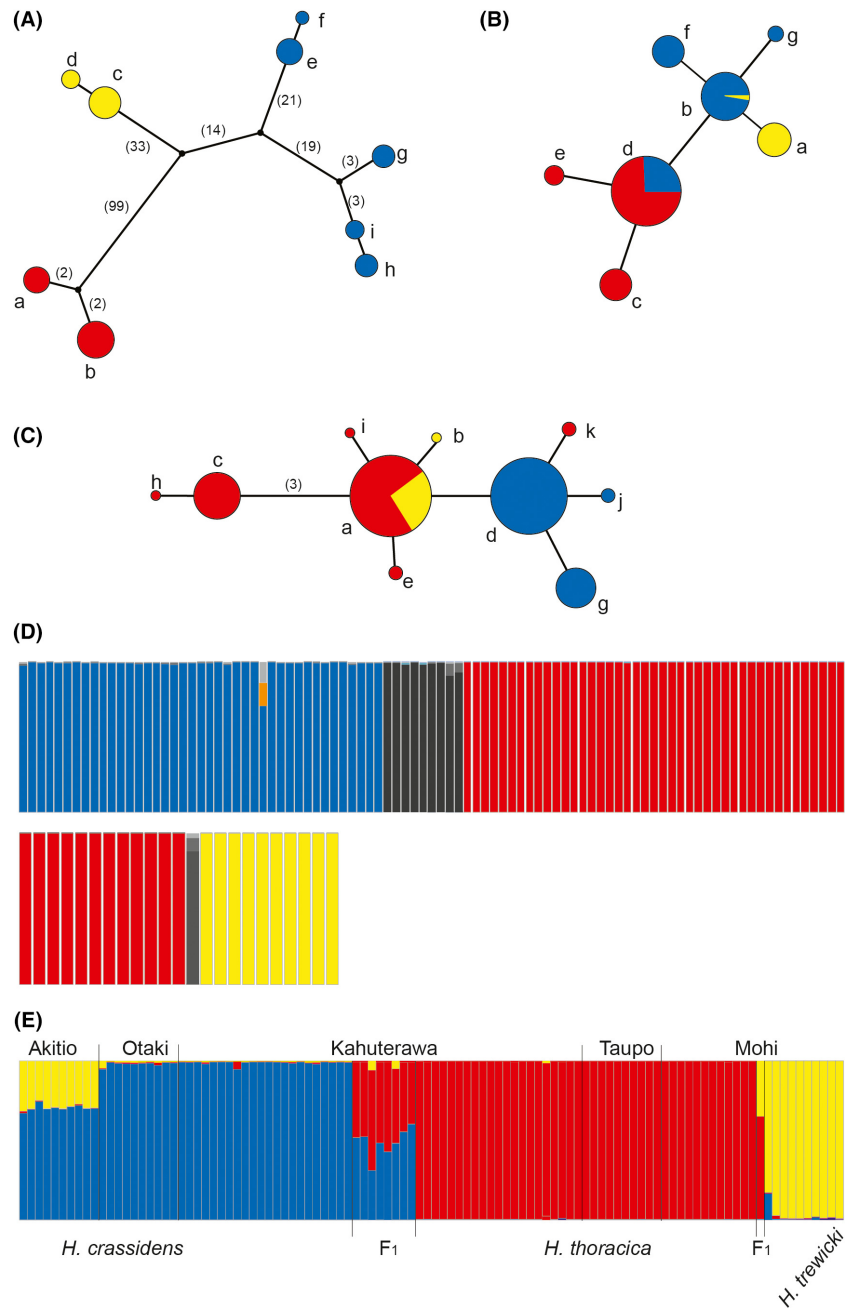 (A)
f
e
d
c
(21)
(14)
(33)
(19)
(3)
g
(3)
i
h
(99)
(2)
a
(2)
b
(B)
f
g
b
a
d
e
c
(C)
i
b
k
c
h
(3)
a
d
j
e
g
(D)
(E)
Akitio Otaki Kahuterawa Taupo Mohi
H. crassidens F1 H. thoracica F1 H. trewicki